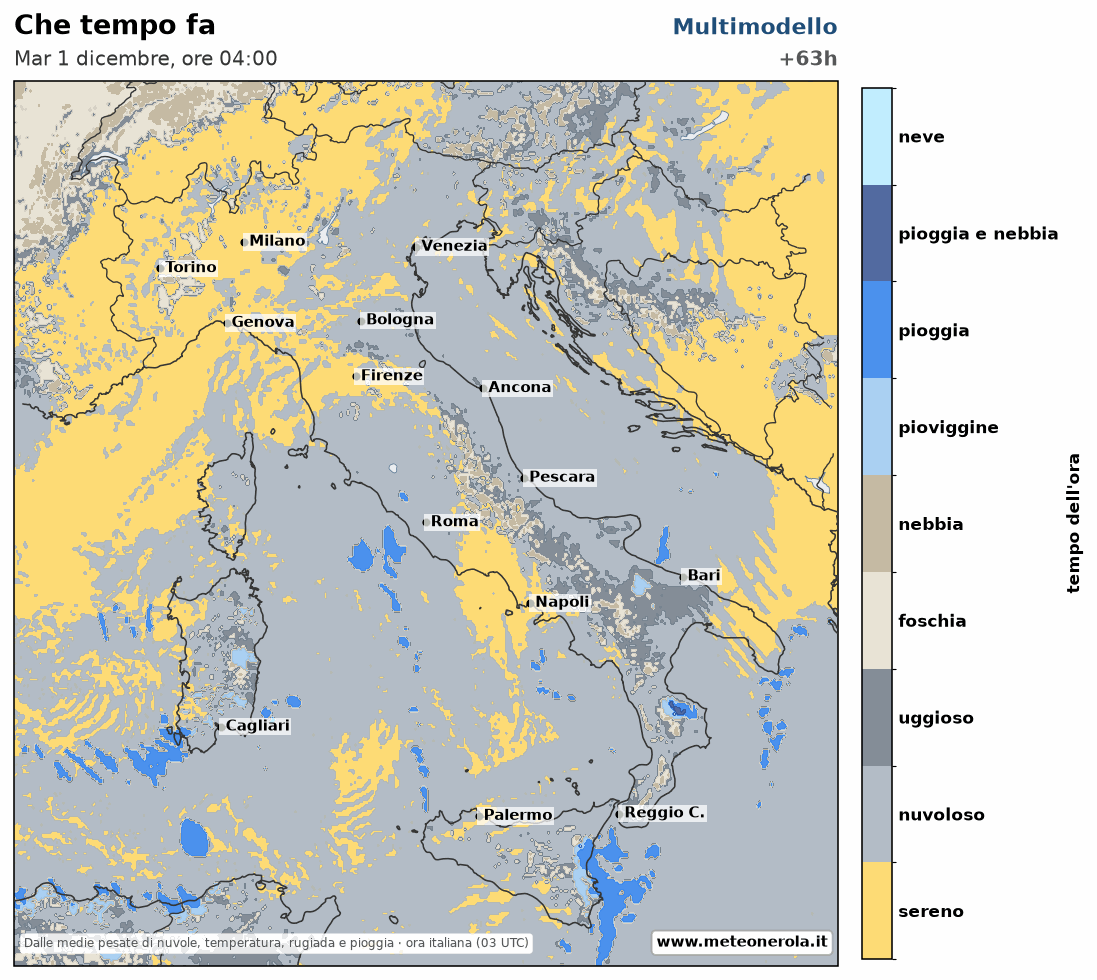 Che tempo fa
Multimodello
Mar 1 dicembre, ore 04:00
+63h
neve
pioggia e nebbia
pioggia
pioviggine
nebbia
foschia
uggioso
nuvoloso
sereno
tempo dell'ora
Milano
Venezia
Torino
Genova
Bologna
Firenze
Ancona
Pescara
Roma
Bari
Napoli
Cagliari
Palermo
Reggio C.
Dalle medie pesate di nuvole, temperatura, rugiada e pioggia · ora italiana (03 UTC)
www.meteonerola.it